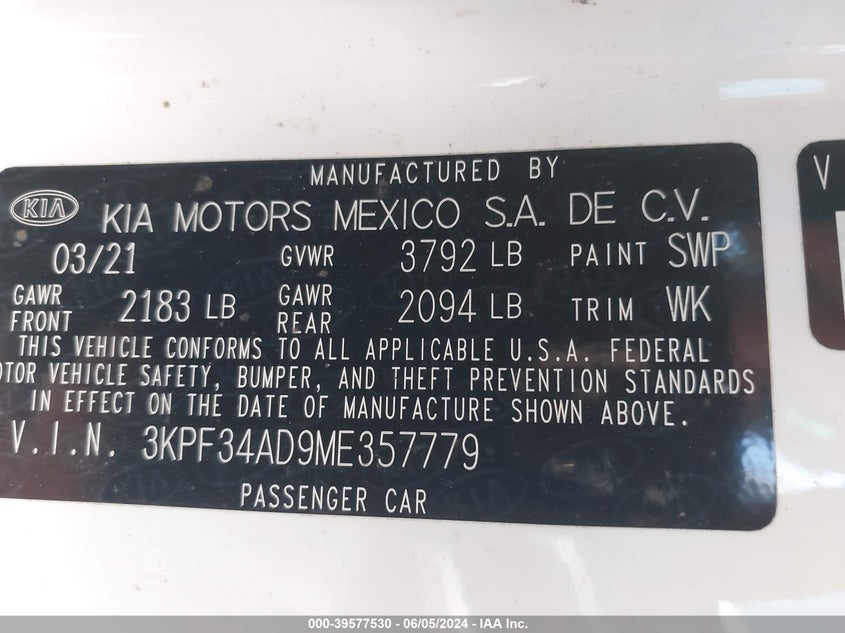 MANUFACTURED BY
KIA KIA MOTORS MEXICO S.A. DE C.V.
03/21 GVWR 3792 LB PAINT SWP
GAWR FRONT 2183 LB GAWR REAR 2094 LB TRIM WK
THIS VEHICLE CONFORMS TO ALL APPLICABLE U.S.A. FEDERAL
OTOR VEHICLE SAFETY, BUMPER, AND THEFT PREVENTION STANDARDS
IN EFFECT ON THE DATE OF MANUFACTURE SHOWN ABOVE.
V.I.N. 3KPF34AD9ME357779
PASSENGER CAR
V
000-39577530 - 06/05/2024 - IAA Inc.